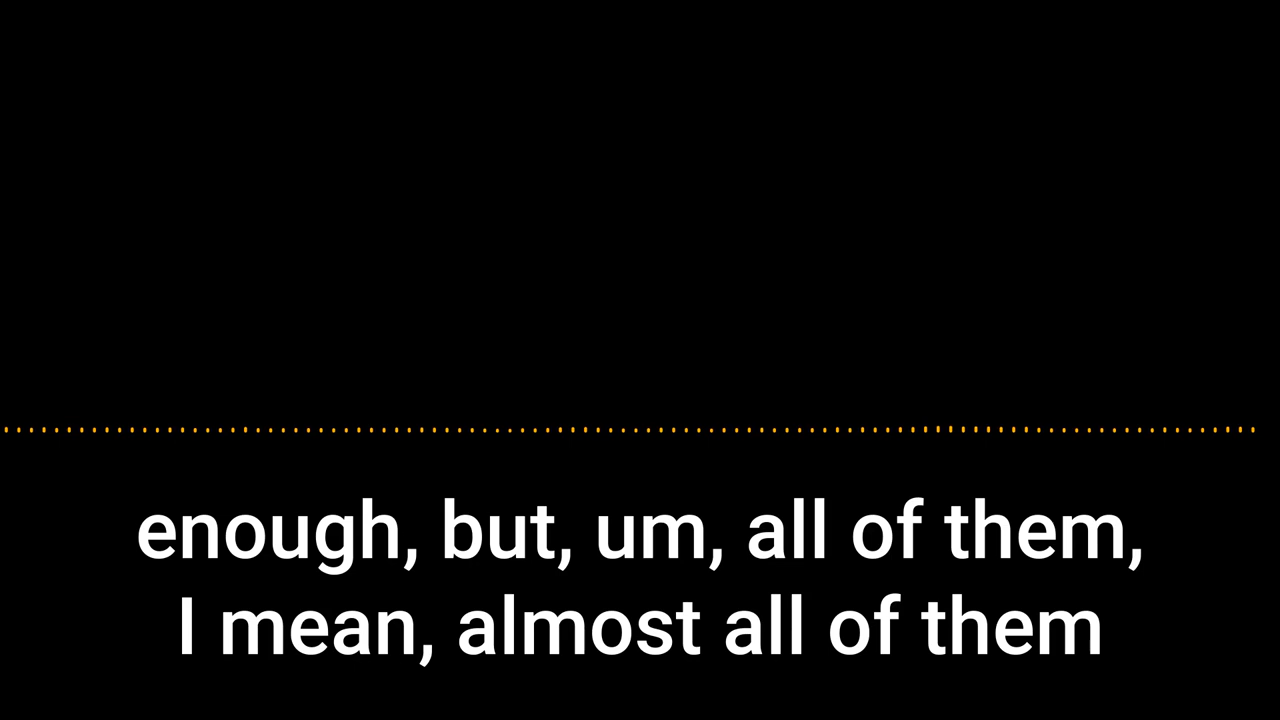 enough, but, um, all of them,
I mean, almost all of them